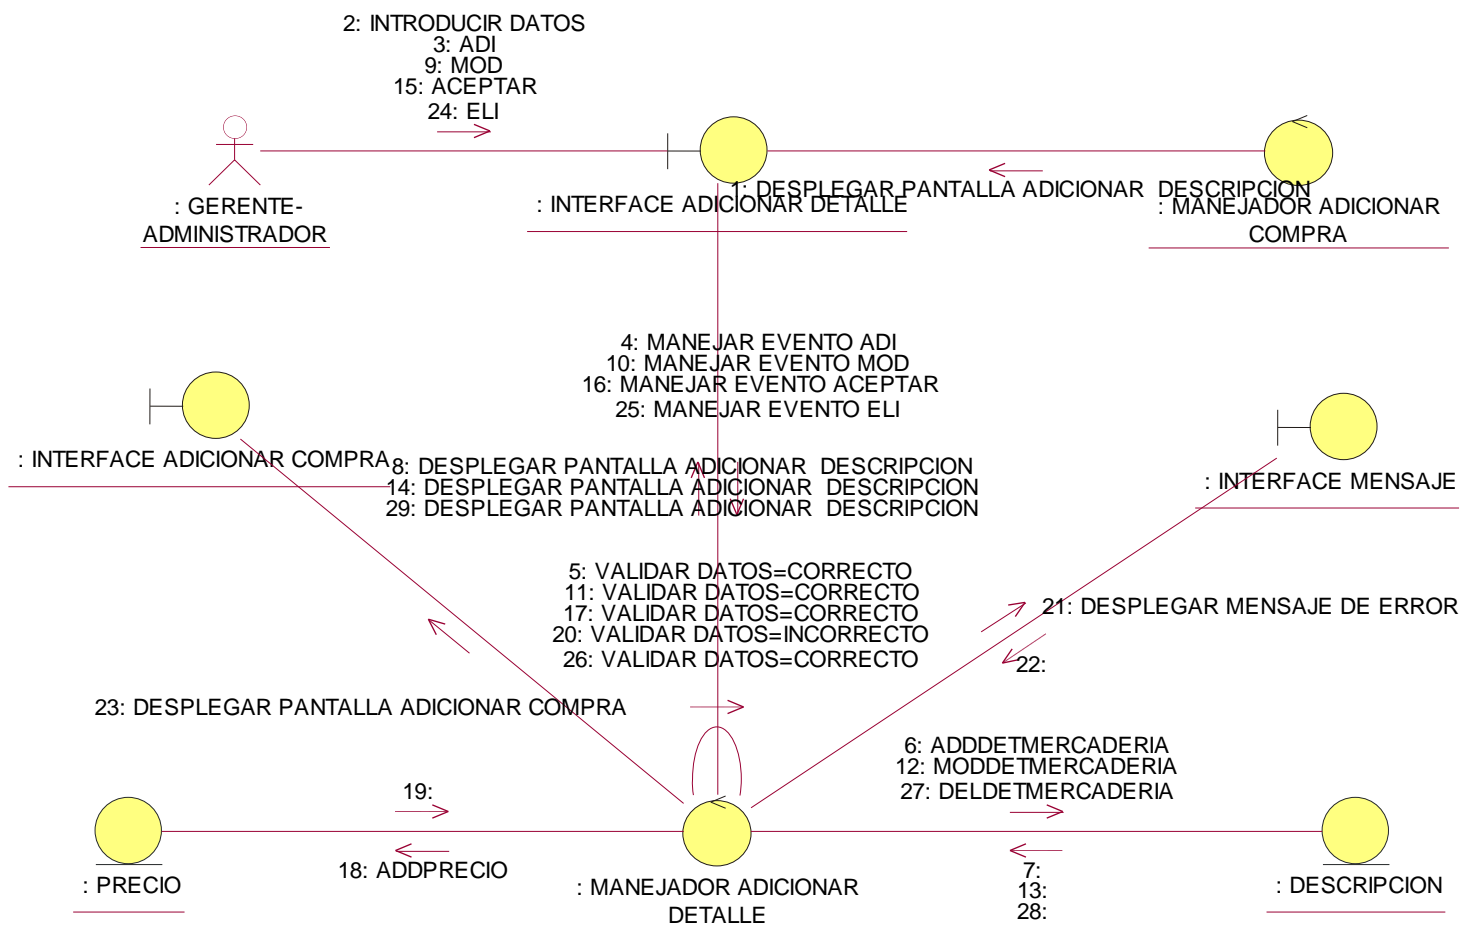 2: INTRODUCIR DATOS
3: ADI
9: MOD
15: ACEPTAR
24: ELI
1: DESPLEGAR PANTALLA ADICIONAR  DESCRIPCION
: GERENTE-
ADMINISTRADOR
: INTERFACE ADICIONAR DETALLE
: MANEJADOR ADICIONAR
COMPRA
4: MANEJAR EVENTO ADI
10: MANEJAR EVENTO MOD
16: MANEJAR EVENTO ACEPTAR
25: MANEJAR EVENTO ELI
: INTERFACE ADICIONAR COMPRA
8: DESPLEGAR PANTALLA ADICIONAR  DESCRIPCION
14: DESPLEGAR PANTALLA ADICIONAR  DESCRIPCION
29: DESPLEGAR PANTALLA ADICIONAR  DESCRIPCION
: INTERFACE MENSAJE
5: VALIDAR DATOS=CORRECTO
11: VALIDAR DATOS=CORRECTO
17: VALIDAR DATOS=CORRECTO
20: VALIDAR DATOS=INCORRECTO
26: VALIDAR DATOS=CORRECTO
21: DESPLEGAR MENSAJE DE ERROR
22:
23: DESPLEGAR PANTALLA ADICIONAR COMPRA
6: ADDDETMERCADERIA
12: MODDETMERCADERIA
27: DELDETMERCADERIA
19:
18: ADDPRECIO
7:
13:
28:
: PRECIO
: MANEJADOR ADICIONAR
DETALLE
: DESCRIPCION